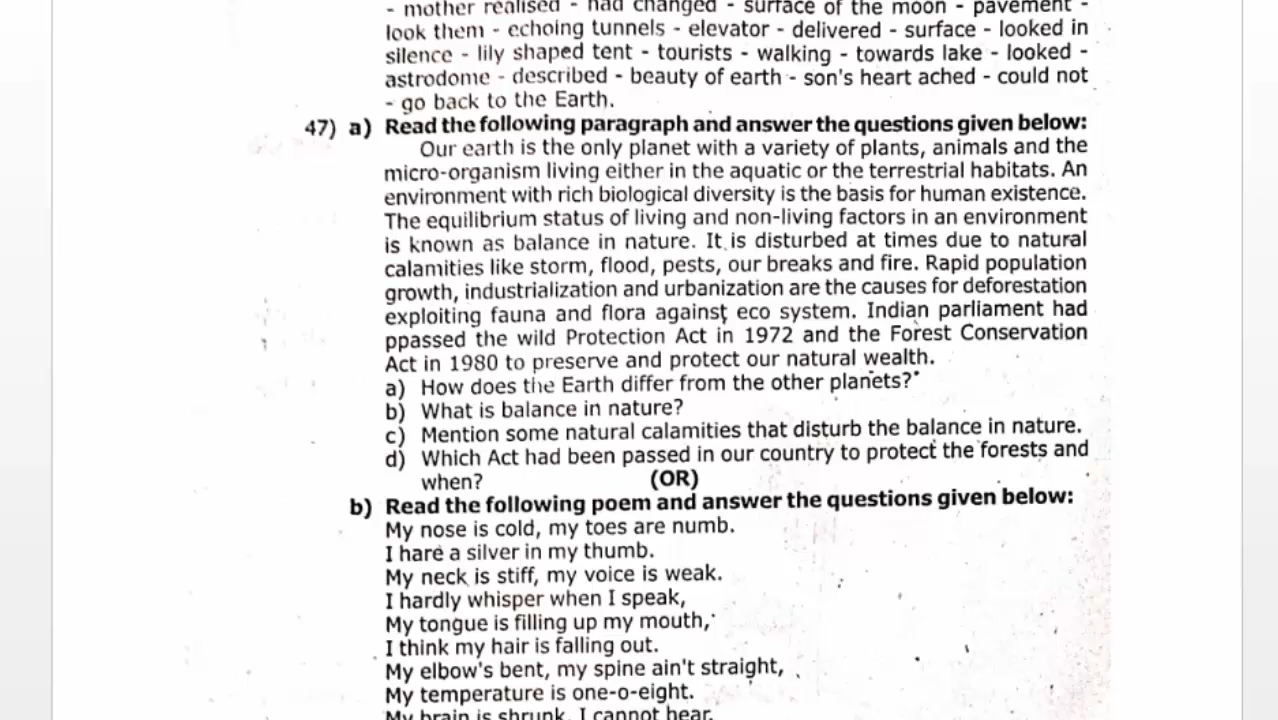 - mother realised - had changed - surface of the moon - pavement -
look them - echoing tunnels - elevator - delivered - surface - looked in
silence - lily shaped tent - tourists - walking - towards lake - looked -
astrodome - described - beauty of earth - son's heart ached - could not
- go back to the Earth.
47) a) Read the following paragraph and answer the questions given below:
Our earth is the only planet with a variety of plants, animals and the
micro-organism living either in the aquatic or the terrestrial habitats. An
environment with rich biological diversity is the basis for human existence.
The equilibrium status of living and non-living factors in an environment
is known as balance in nature. It is disturbed at times due to natural
calamities like storm, flood, pests, our breaks and fire. Rapid population
growth, industrialization and urbanization are the causes for deforestation
exploiting fauna and flora against eco system. Indian parliament had
ppassed the wild Protection Act in 1972 and the Forest Conservation
Act in 1980 to preserve and protect our natural wealth.
a) How does the Earth differ from the other planets?
b) What is balance in nature?
c) Mention some natural calamities that disturb the balance in nature.
d) Which Act had been passed in our country to protect the forests and
when? (OR)
b) Read the following poem and answer the questions given below:
My nose is cold, my toes are numb.
I hare a silver in my thumb.
My neck is stiff, my voice is weak.
I hardly whisper when I speak,
My tongue is filling up my mouth,
I think my hair is falling out.
My elbow's bent, my spine ain't straight,
My temperature is one-o-eight.
My brain is shrunk, I cannot hear,